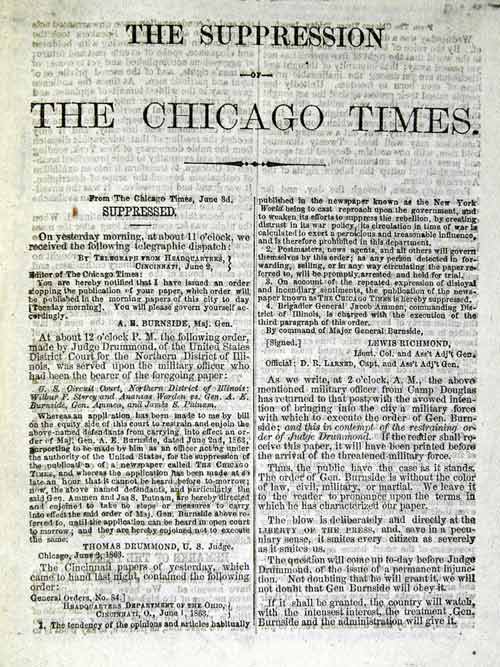 THE SUPPRESSION
—OF—
THE CHICAGO TIMES.
From The Chicago Times, June 3d.
SUPPRESSED.
On yesterday morning, at about 11 o'clock, we
received the following telegraphic dispatch:
By Telegraph from Headquarters, }
Cincinnati, June 2, }
Editor of The Chicago Times:
You are hereby notified that I have issued an order
stopping the publication of your paper, which order will
be published in the morning papers of this city to day
[Tuesday morning]. You will please govern yourself ac-
cordingly.
A. E. BURNSIDE, Maj. Gen.
At about 12 o'clock P. M. the following order,
made by Judge Drummond, of the United States
District Court for the Northern District of Illi-
nois, was served upon the military officer who
had been the bearer of the foregoing paper:
U. S. Circuit Court, Northern District of Illinois:
Wilbur F. Storey and Ananias Worden vs. Gen. A. E.
Burnside, Gen. Ammen, and Jamfs S. Putnam.
Whereas an application has been made to me by bill
on the equity side of this court to restrain and enjoin the
above-named defendants from carrying into effect an or-
der of Maj. Gen. A. E. Burnside, dated June 2nd, 1863,
purporting to be made by him as an officer acting under
the authority of the United States, for the suppression of
the publication of a newspaper called The Chicago
Times, and whereas the application has been made at so
late an hour that it cannot be heard before to-morrow;
now, the above named defendants, and particularly the
said Gen. Ammen and Jas S. Putnam, are hereby directed
and enjoined to take no steps or measures to carry
into effect the said order of Maj. Gen. Burnside above re-
ferred to, until the application can be heard in open court
to morrow; and they are hereby enjoined not to execute
the same.
THOMAS DRUMMOND, U. S. Judge.
Chicago, June 2, 1863.
The Cincinnati papers of yesterday, which
came to hand last night, contained the following
order:
General Orders, No. 84.]
Headquarters Department of the Ohio, }
Cincinnati, O., June 1, 1863. }
1. The tendency of the opinions and articles habitually
published in the newspaper known as the New York
World being to cast reproach upon the government, and
to weaken its efforts to suppress the rebellion, by creating
distrust in its war policy, its circulation in time of war is
calculated to exert a pernicious and treasonable influence,
and is therefore prohibited in this department.
2. Postmasters, news agents, and all others will govern
themselves by this order; as any person detected in for-
warding, selling, or in any way circulating the paper re-
ferred to, will be promptly arrested and held for trial.
3. On account of the repeated expression of disloyal
and incendiary sentiments, the publication of the news-
paper known as The Chicago Times is hereby suppressed.
4. Brigadier General Jacob Ammen, commanding Dis-
trict of Illinois, is charged with the execution of the
third paragraph of this order.
By command of Major General Burnside.
[Signed.] LEWIS RICHMOND,
Lieut. Col. and Ass't Adj't Gen.
Official: D. R. Larned, Capt. and Ass't Adj't Gen.
As we write, at 2 o'clock, A. M., the above
mentioned military officer from Camp Douglas
has returned to that post, with the avowed inten-
tion of bringing into the city a military force
with which to execute the order of Gen. Burn-
side; and this in contempt of the restraining or-
der of Judge Drummond. If the reader shall re-
ceive this paper, it will have been printed before
the arrival of the threatened military force.
Thus, the public have the case as it stands.
The order of Gen. Burnside is without the color
of law, civil, military, or martial. We leave it
to the reader to pronounce upon the terms in
which he has characterized our paper.
The blow is deliberately and directly at the
LIBERTY OF THE PRESS, and, save in a pecu-
niary sense, it smites every citizen as severely
as it smites us.
The question will come up to-day before Judge
Drummond, of the issue of a permanent injunc-
tion. Not doubting that he will grant it, we will
not doubt that Gen Burnside will obey it.
If it shall be granted, the country will watch,
with the intensest interest, the treatment Gen.
Burnside and the administration will give it.